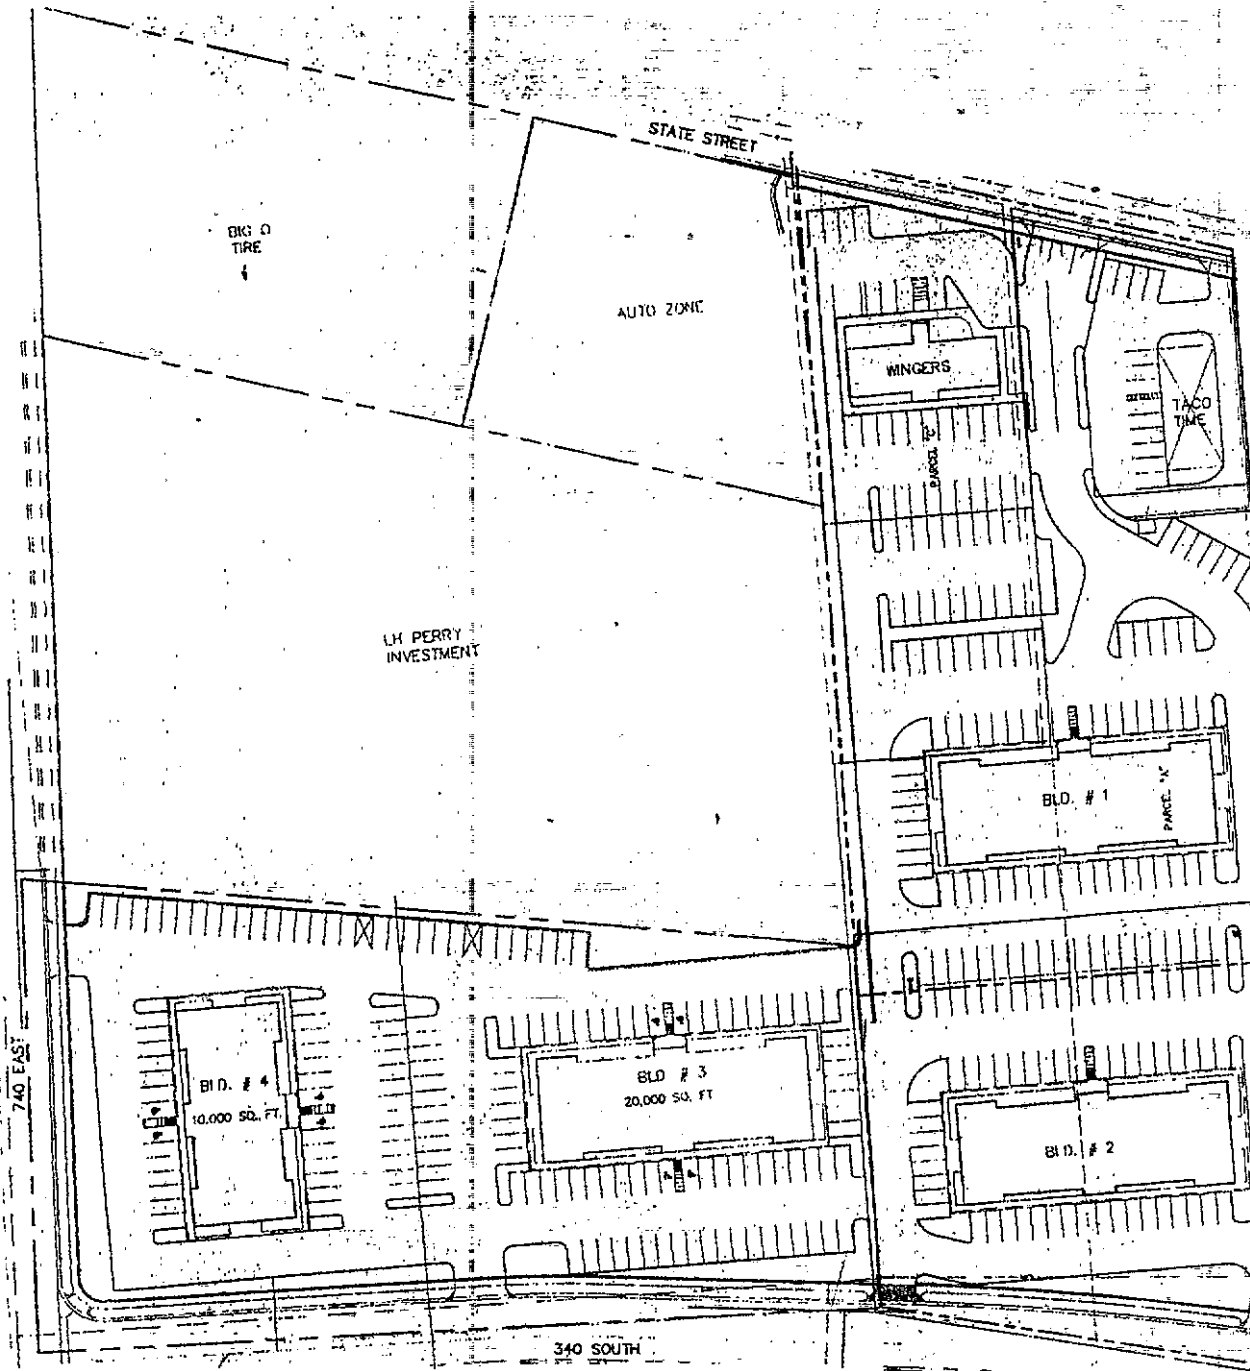 STATE STREET
BIG O
TIRE
AUTO ZONE
WINGERS
TACO
TIME
PARCEL "C"
LH PERRY
INVESTMENT
BLD. # 1
PARCEL "A"
740 EAST
BLD. # 4
10,000 SQ. FT
BLD # 3
20,000 SQ. FT
BLD. # 2
340 SOUTH